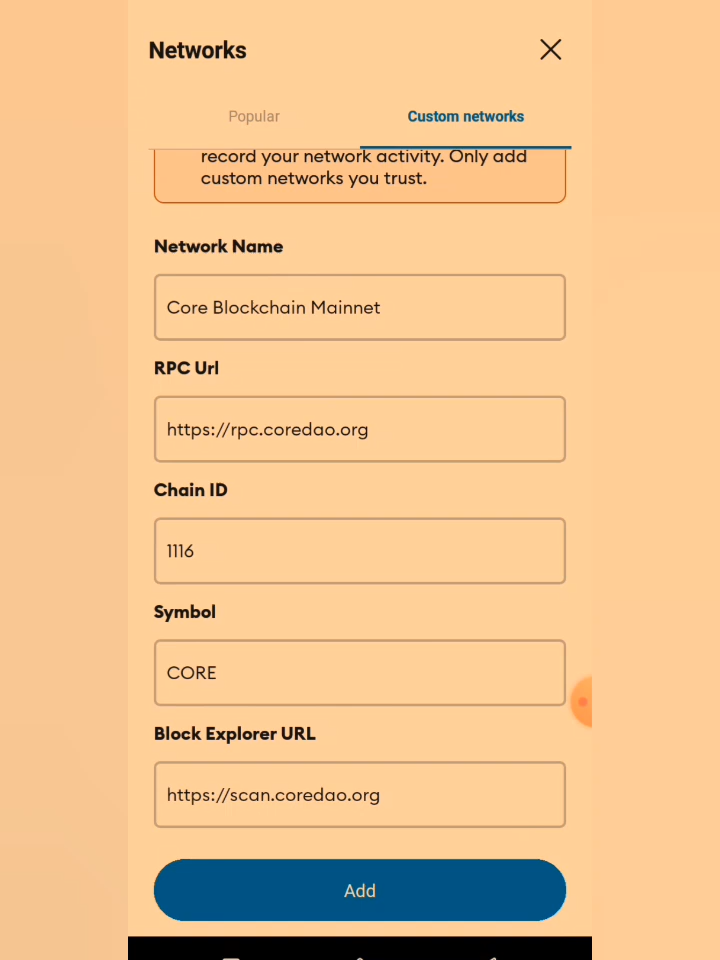 Networks
Popular
Custom networks
record your network activity. Only add
custom networks you trust.
Network Name
Core Blockchain Mainnet
RPC Url
https://rpc.coredao.org
Chain ID
1116
Symbol
CORE
Block Explorer URL
https://scan.coredao.org
Add